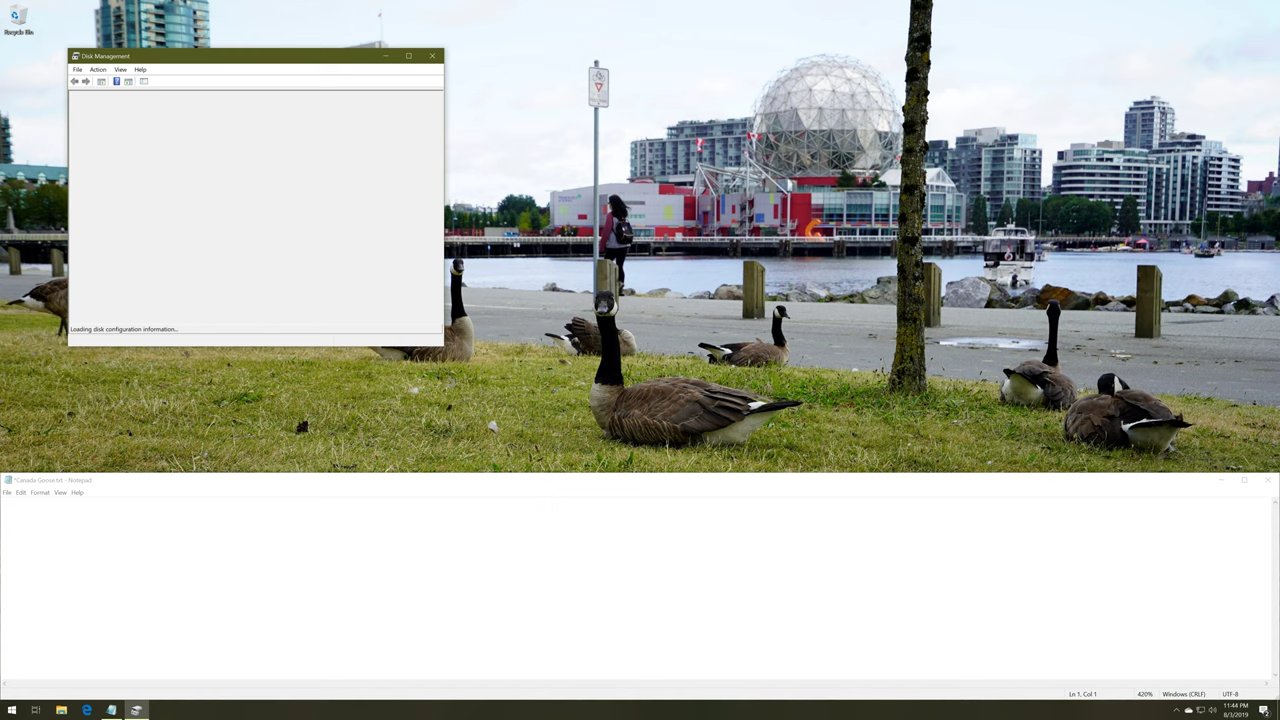 Recycle Bin
Disk Management
File Action View Help
Loading disk configuration information...
*Canada Goose.txt - Notepad
File Edit Format View Help
Ln 1, Col 1 420% Windows (CRLF) UTF-8
11:44 PM
8/3/2019